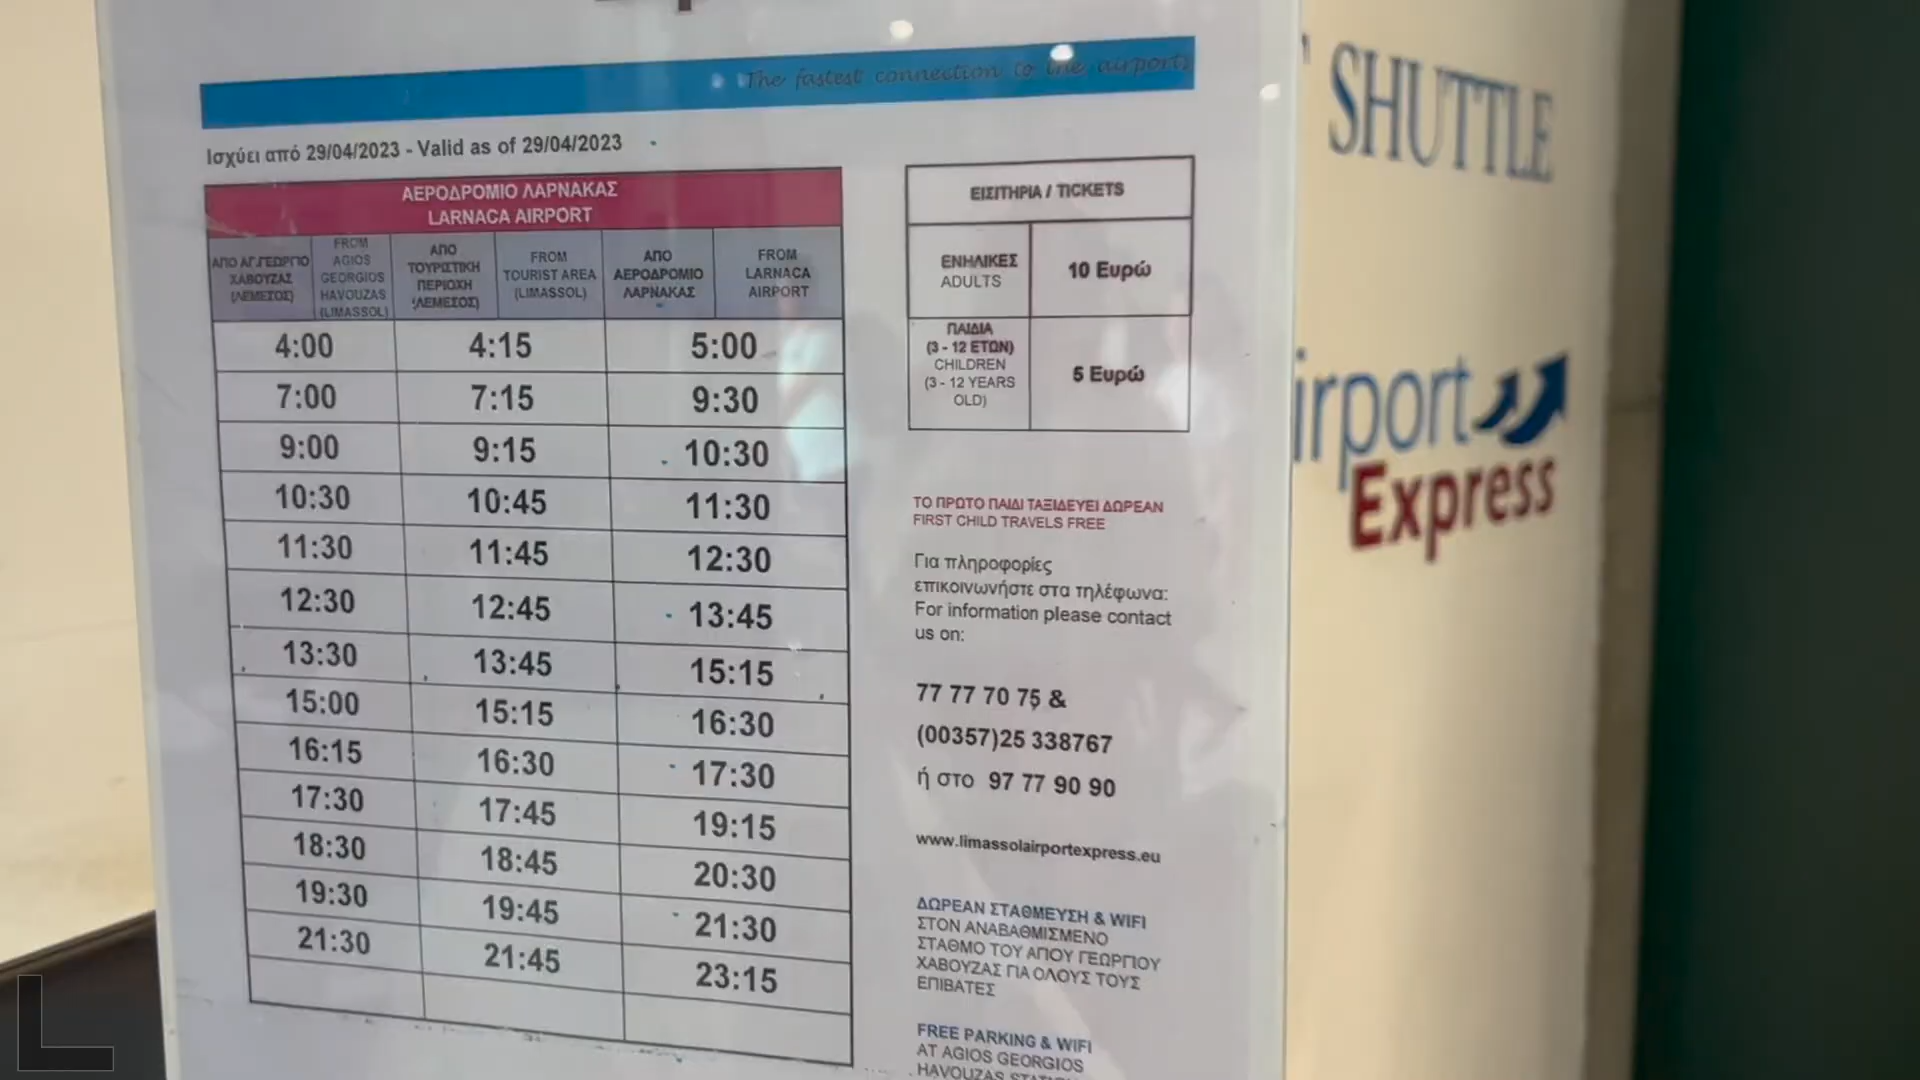 The fastest connection to the airports
Ισχύει από 29/04/2023 - Valid as of 29/04/2023
ΑΕΡΟΔΡΟΜΙΟ ΛΑΡΝΑΚΑΣ
LARNACA AIRPORT
ΑΠΟ ΑΓ.ΓΕΩΡΓΙΟ
ΧΑΒΟΥΖΑΣ
(ΛΕΜΕΣΟΣ)
FROM
AGIOS
GEORGIOS
HAVOUZAS
(LIMASSOL)
ΑΠΟ
ΤΟΥΡΙΣΤΙΚΗ
ΠΕΡΙΟΧΗ
(ΛΕΜΕΣΟΣ)
FROM
TOURIST AREA
(LIMASSOL)
ΑΠΟ
ΑΕΡΟΔΡΟΜΙΟ
ΛΑΡΝΑΚΑΣ
FROM
LARNACA
AIRPORT
4:00 4:15 5:00
7:00 7:15 9:30
9:00 9:15 10:30
10:30 10:45 11:30
11:30 11:45 12:30
12:30 12:45 13:45
13:30 13:45 15:15
15:00 15:15 16:30
16:15 16:30 17:30
17:30 17:45 19:15
18:30 18:45 20:30
19:30 19:45 21:30
21:30 21:45 23:15
ΕΙΣΙΤΗΡΙΑ / TICKETS
ΕΝΗΛΙΚΕΣ
ADULTS
10 Ευρώ
ΠΑΙΔΙΑ
(3 - 12 ΕΤΩΝ)
CHILDREN
(3 - 12 YEARS
OLD)
5 Ευρώ
ΤΟ ΠΡΩΤΟ ΠΑΙΔΙ ΤΑΞΙΔΕΥΕΙ ΔΩΡΕΑΝ
FIRST CHILD TRAVELS FREE
Για πληροφορίες
επικοινωνήστε στα τηλέφωνα:
For information please contact
us on:
77 77 70 75 &
(00357)25 338767
ή στο 97 77 90 90
www.limassolairportexpress.eu
ΔΩΡΕΑΝ ΣΤΑΘΜΕΥΣΗ & WIFI
ΣΤΟΝ ΑΝΑΒΑΘΜΙΣΜΕΝΟ
ΣΤΑΘΜΟ ΤΟΥ ΑΓΙΟΥ ΓΕΩΡΓΙΟΥ
ΧΑΒΟΥΖΑΣ ΓΙΑ ΟΛΟΥΣ ΤΟΥΣ
ΕΠΙΒΑΤΕΣ
FREE PARKING & WIFI
AT AGIOS GEORGIOS
HAVOUZAS STATION
SHUTTLE
irport
Express